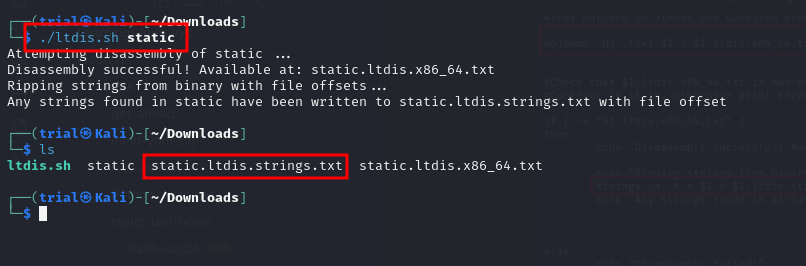 ┌──(trial㉿Kali)-[~/Downloads]
└─$ ./ltdis.sh static
Attempting disassembly of static ...
Disassembly successful! Available at: static.ltdis.x86_64.txt
Ripping strings from binary with file offsets...
Any strings found in static have been written to static.ltdis.strings.txt with file offset

┌──(trial㉿Kali)-[~/Downloads]
└─$ ls
ltdis.sh  static  static.ltdis.strings.txt  static.ltdis.x86_64.txt

┌──(trial㉿Kali)-[~/Downloads]
└─$